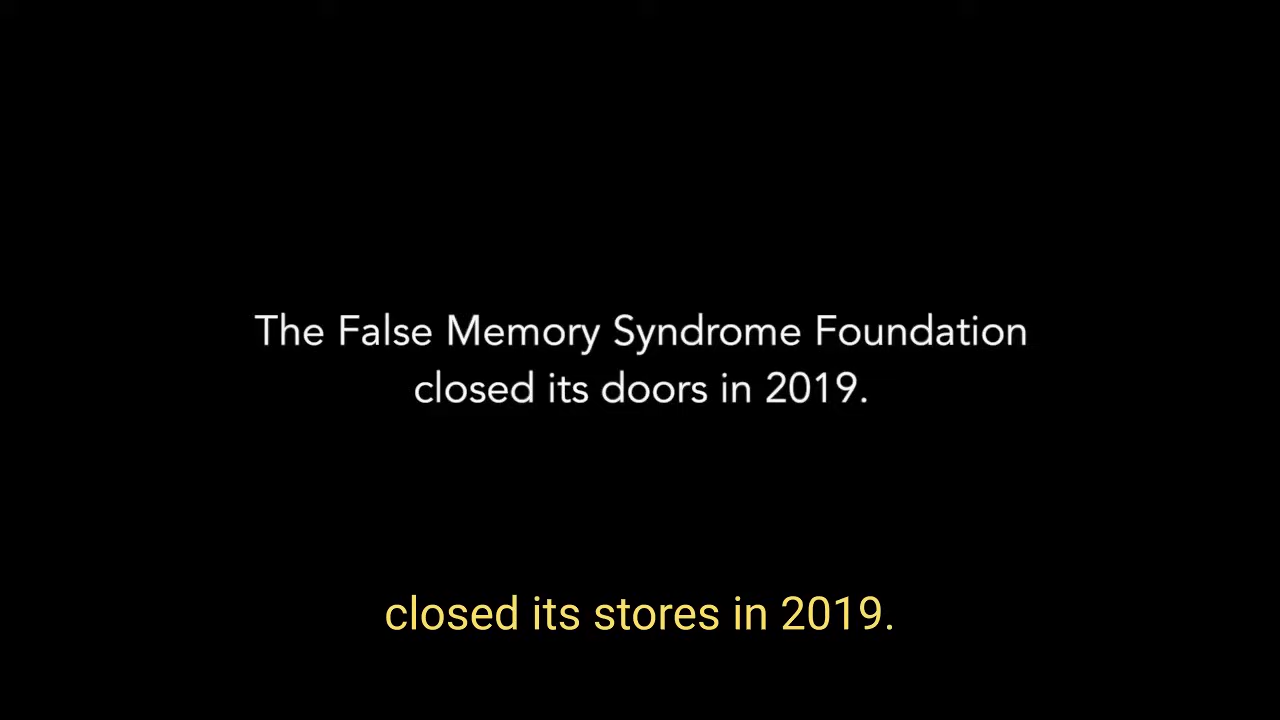 The False Memory Syndrome Foundation
closed its doors in 2019.
closed its stores in 2019.